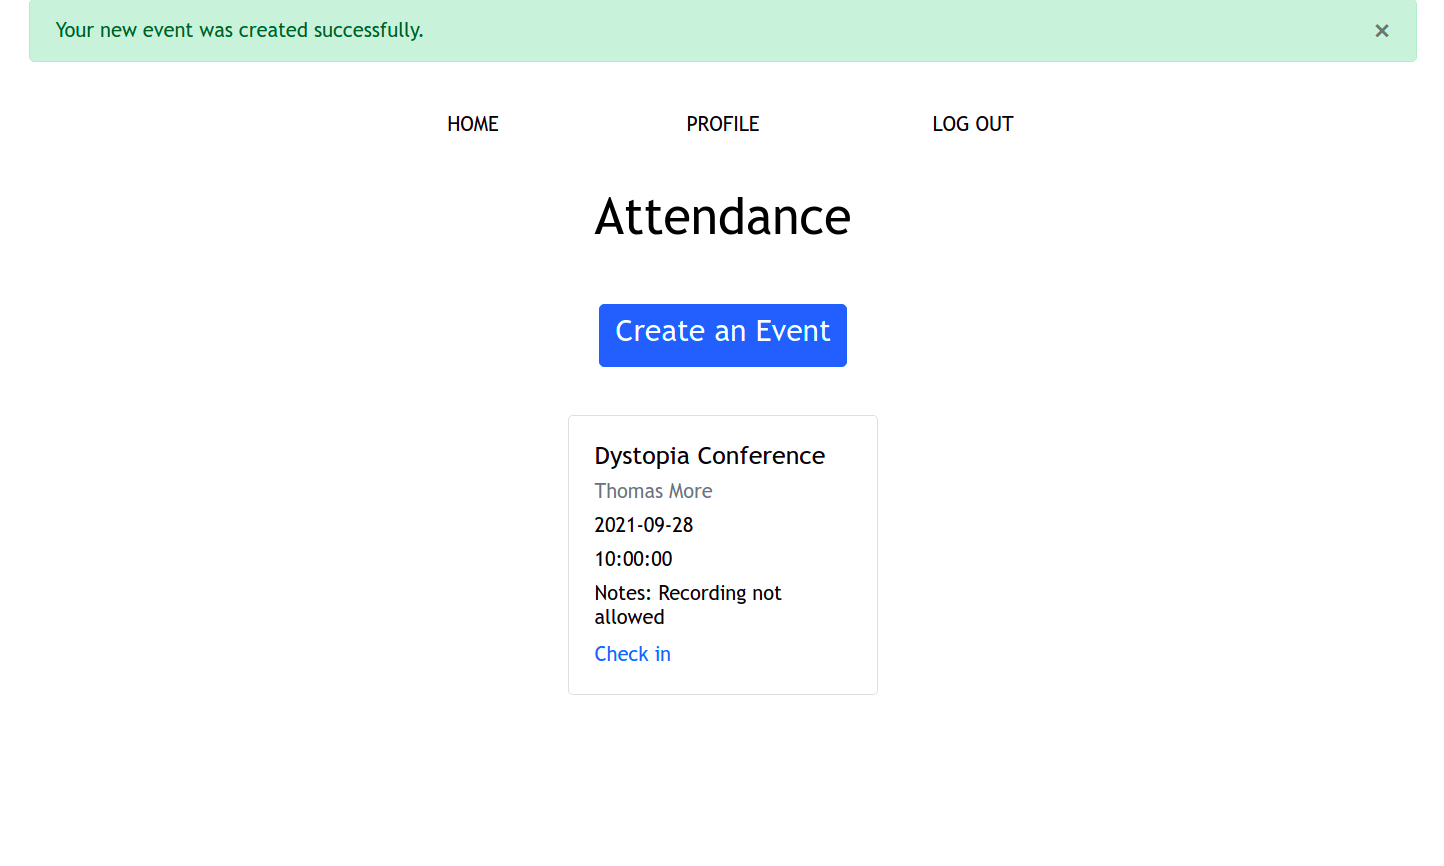 Your new event was created successfully.
×
HOME PROFILE LOG OUT
Attendance
Create an Event
Dystopia Conference
Thomas More
2021-09-28
10:00:00
Notes: Recording not
allowed
Check in